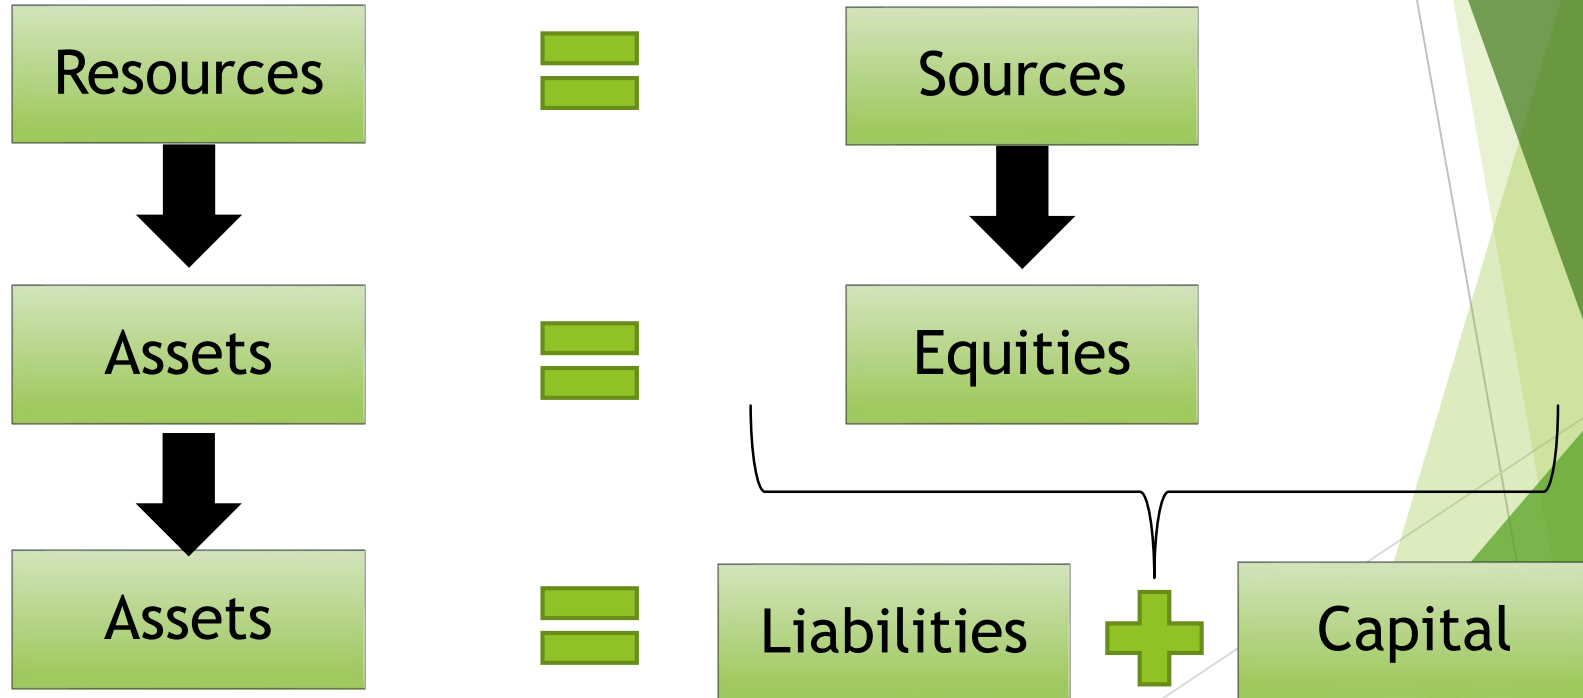 Resources
Sources
Assets
Equities
Assets
Liabilities
Capital